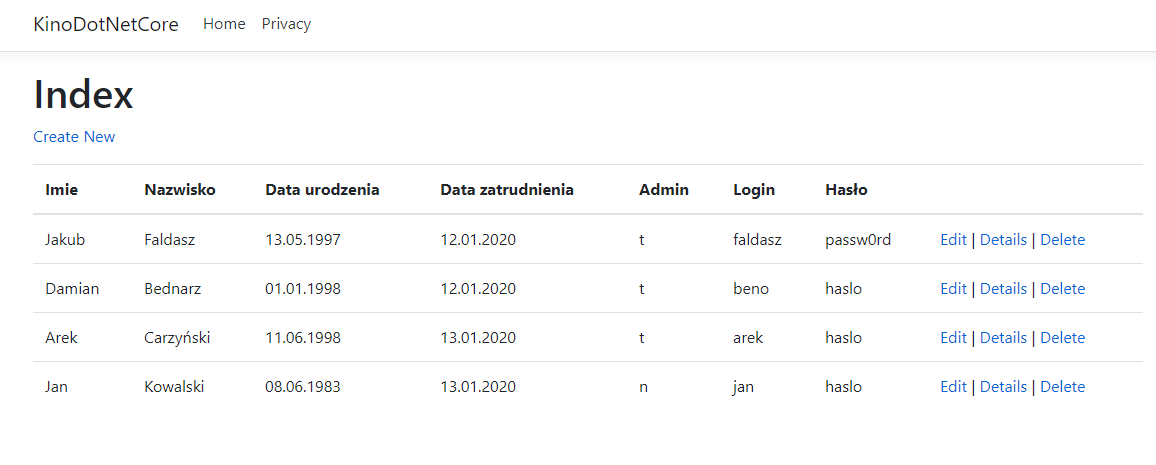 KinoDotNetCore Home Privacy
Index
Create New
Imie Nazwisko Data urodzenia Data zatrudnienia Admin Login Hasło
Jakub Faldasz 13.05.1997 12.01.2020 t faldasz passw0rd Edit | Details | Delete
Damian Bednarz 01.01.1998 12.01.2020 t beno haslo Edit | Details | Delete
Arek Carzyński 11.06.1998 13.01.2020 t arek haslo Edit | Details | Delete
Jan Kowalski 08.06.1983 13.01.2020 n jan haslo Edit | Details | Delete